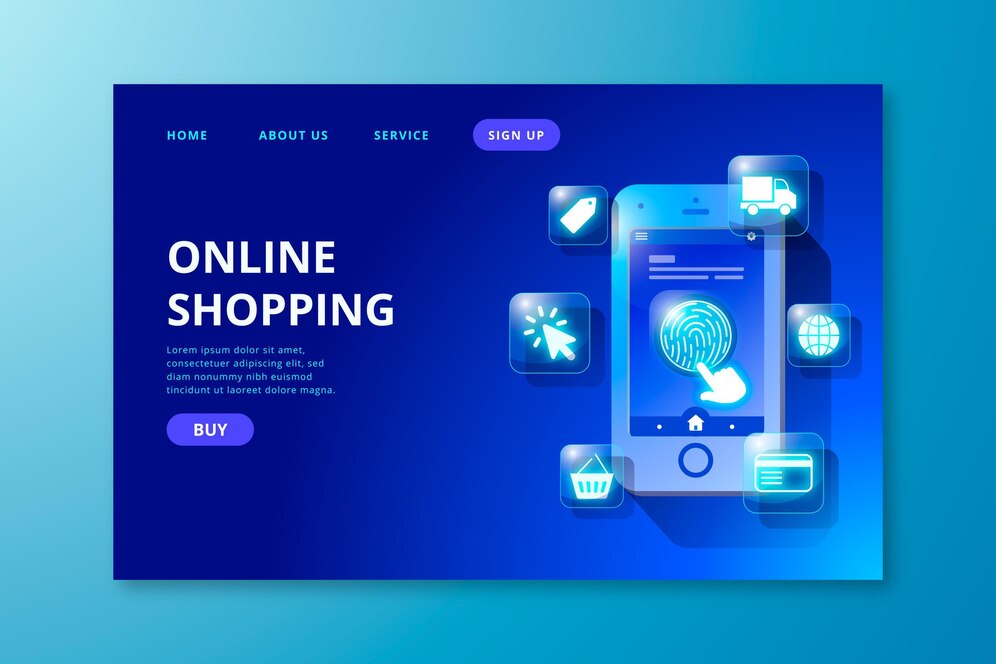 HOME ABOUT US SERVICE SIGN UP
ONLINE
SHOPPING
Lorem ipsum dolor sit amet,
consectetuer adipiscing elit, sed
diam nonummy nibh euismod
tincidunt ut laoreet dolore magna.
BUY